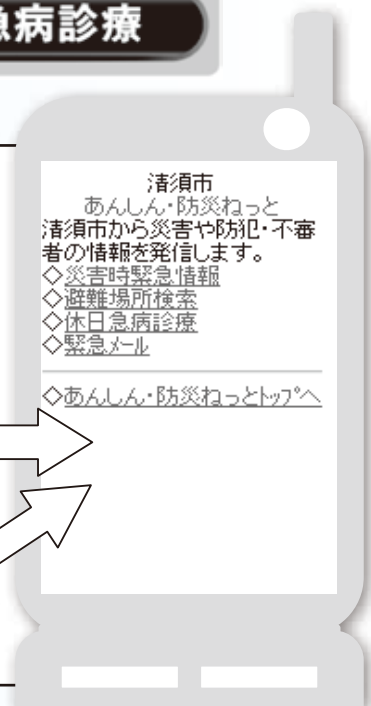 急病診療
清須市
あんしん・防災ねっと
清須市から災害や防犯・不審
者の情報を発信します。
◇災害時緊急情報
◇避難場所検索
◇休日急病診療
◇緊急ﾒｰﾙ
◇あんしん・防災ねっとﾄｯﾌﾟへ